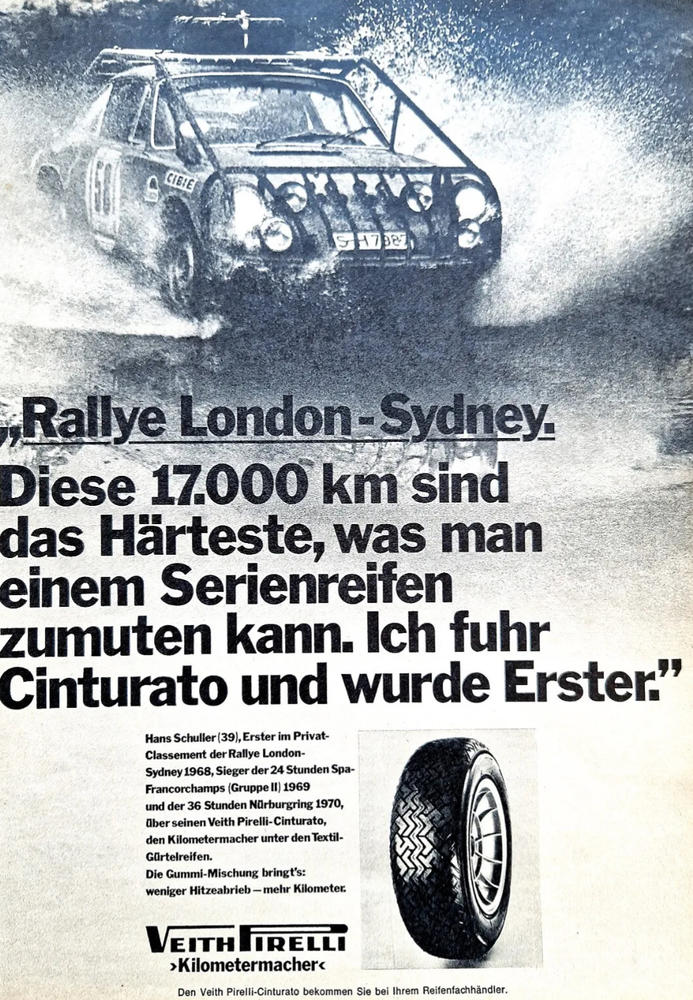 50
CIBIE
„Rallye London-Sydney.
Diese 17.000 km sind
das Härteste, was man
einem Serienreifen
zumuten kann. Ich fuhr
Cinturato und wurde Erster.”
Hans Schuller (39), Erster im Privat-
Classement der Rallye London-
Sydney 1968, Sieger der 24 Stunden Spa-
Francorchamps (Gruppe II) 1969
und der 36 Stunden Nürburgring 1970,
über seinen Veith Pirelli-Cinturato,
den Kilometermacher unter den Textil-
Gürtelreifen.
Die Gummi-Mischung bringt's:
weniger Hitzeabrieb – mehr Kilometer.
VEITH PIRELLI
›Kilometermacher‹
Den Veith Pirelli-Cinturato bekommen Sie bei Ihrem Reifenfachhändler.